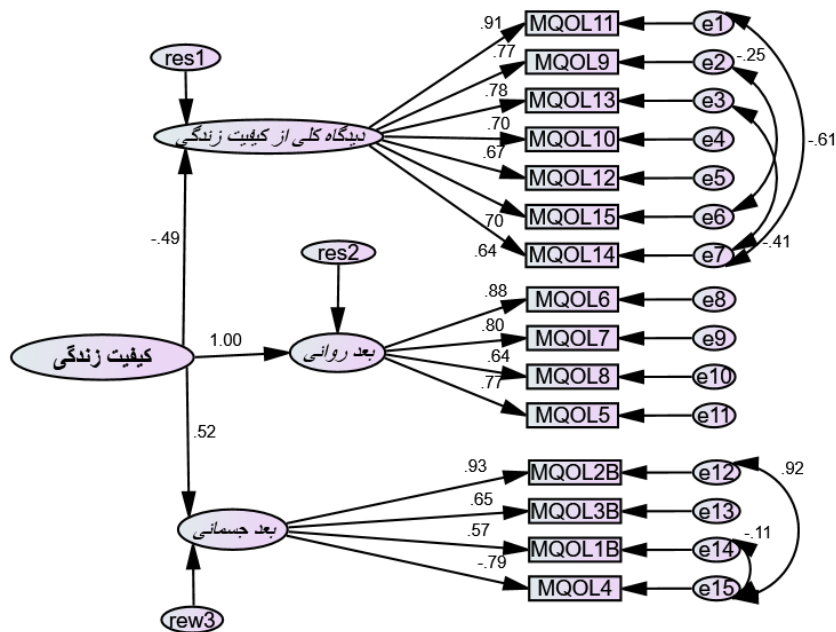 MQOL11
e1
.91
res1
.77
MQOL9
e2
-.25
.78
MQOL13
e3
دیدگاه کلی از کیفیت زندگی
.70
MQOL10
e4
-.61
.67
MQOL12
e5
MQOL15
e6
.70
-.49
.64
MQOL14
e7
-.41
res2
.88
MQOL6
e8
.80
MQOL7
e9
کیفیت زندگی
1.00
بعد روانی
.64
MQOL8
e10
.77
MQOL5
e11
.52
.93
MQOL2B
e12
.92
.65
MQOL3B
e13
بعد جسمانی
.57
MQOL1B
e14
-.11
-.79
MQOL4
e15
rew3